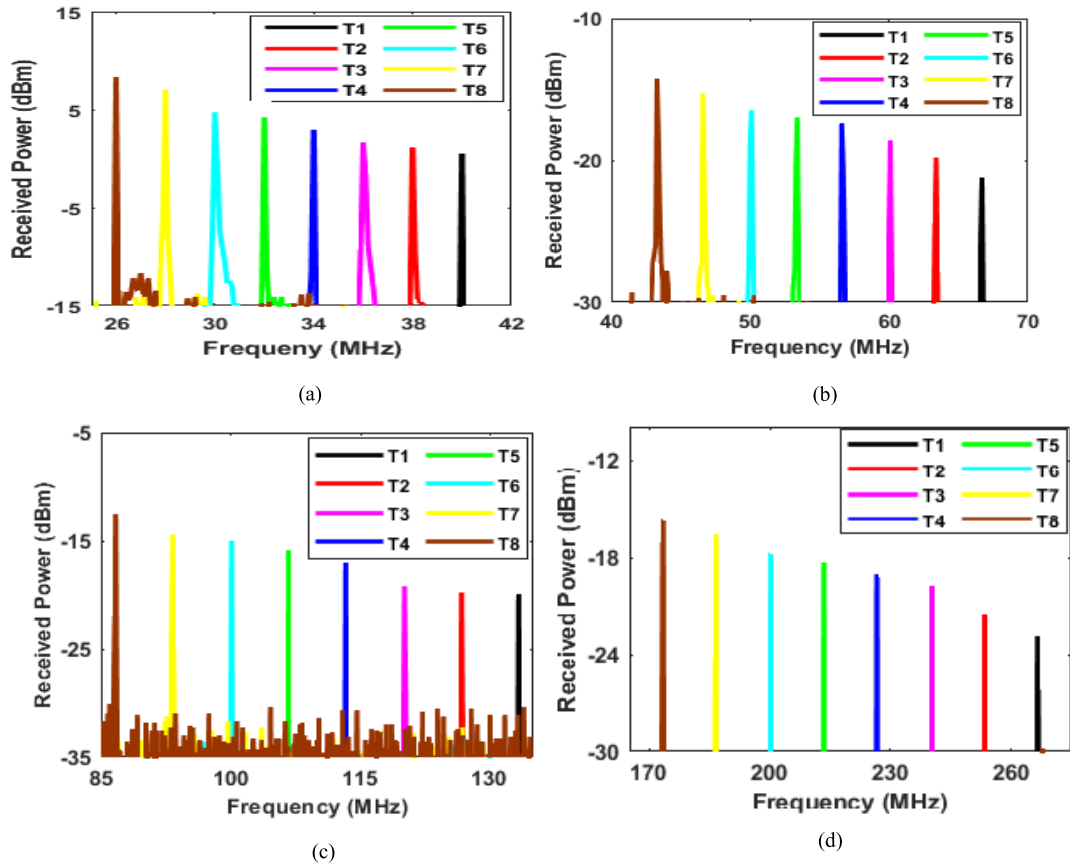 15
5
-5
-15
Received Power (dBm)
T1
T2
T3
T4
T5
T6
T7
T8
26
30
34
38
42
Frequeny (MHz)
(a)
-10
-20
-30
Received Power (dBm)
T1
T2
T3
T4
T5
T6
T7
T8
40
50
60
70
Frequency (MHz)
(b)
-5
-15
-25
-35
Received Power (dBm)
T1
T2
T3
T4
T5
T6
T7
T8
85
100
115
130
Frequency (MHz)
(c)
-12
-18
-24
-30
Received Power (dBm)
T1
T2
T3
T4
T5
T6
T7
T8
170
200
230
260
Frequency (MHz)
(d)